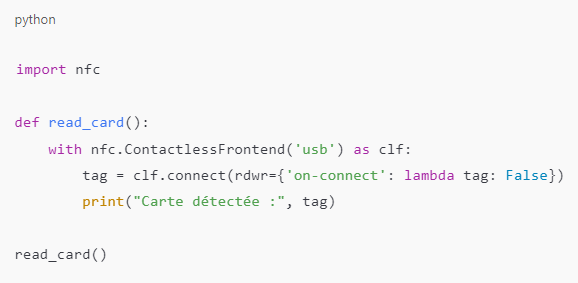 python
import nfc
def read_card():
    with nfc.ContactlessFrontend('usb') as clf:
        tag = clf.connect(rdwr={'on-connect': lambda tag: False})
        print("Carte détectée :", tag)
read_card()